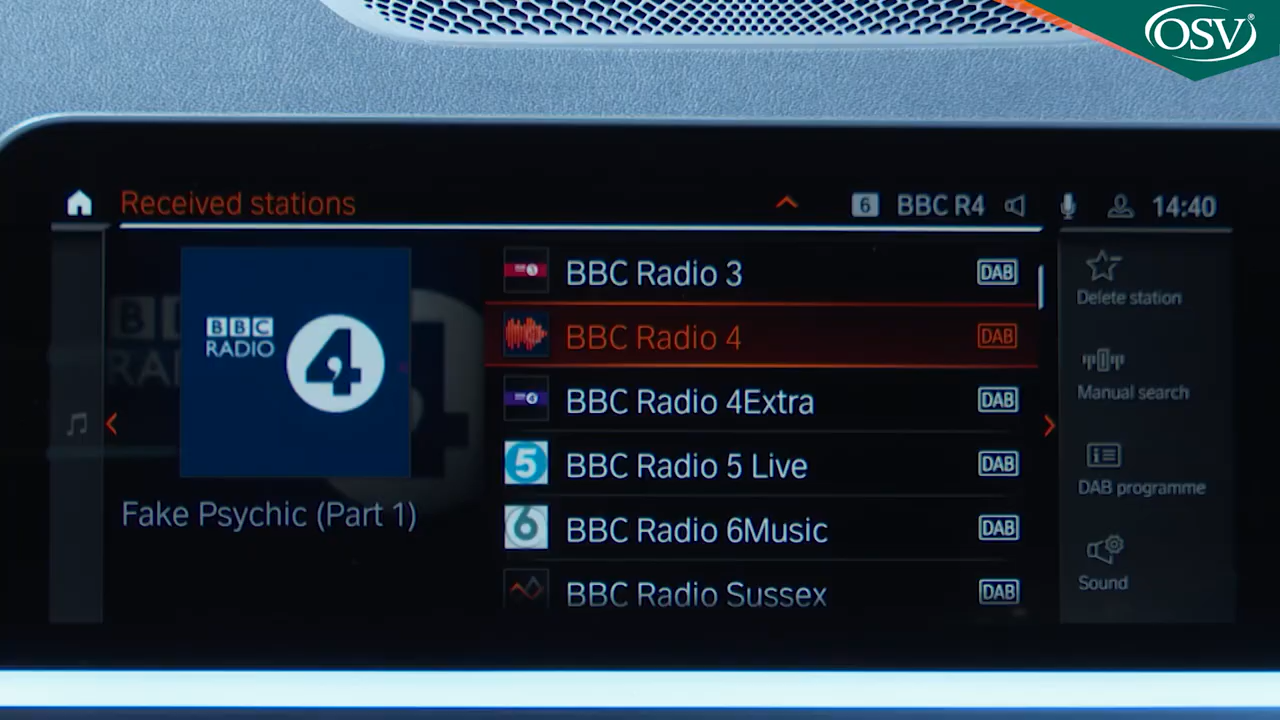 OSV®
Received stations
6 BBC R4
14:40
BBC RADIO 4
Fake Psychic (Part 1)
BBC Radio 3 DAB
BBC Radio 4 DAB
BBC Radio 4Extra DAB
BBC Radio 5 Live DAB
BBC Radio 6Music DAB
BBC Radio Sussex DAB
Delete station
Manual search
DAB programme
Sound